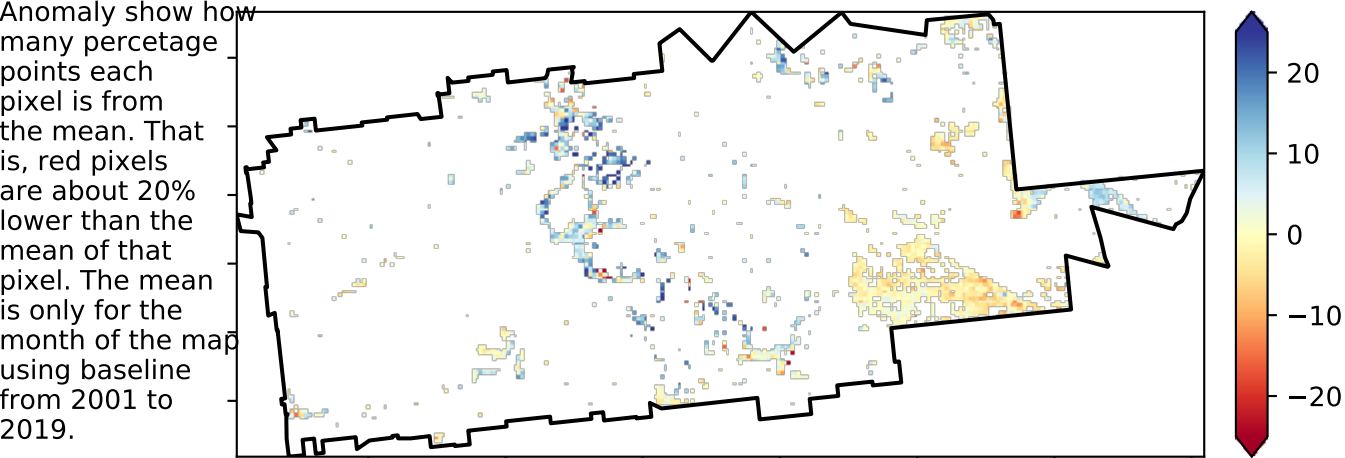 Anomaly show how
many percetage
points each
pixel is from
the mean. That
is, red pixels
are about 20%
lower than the
mean of that
pixel. The mean
is only for the
month of the map
using baseline
from 2001 to
2019.
20
10
0
−10
−20